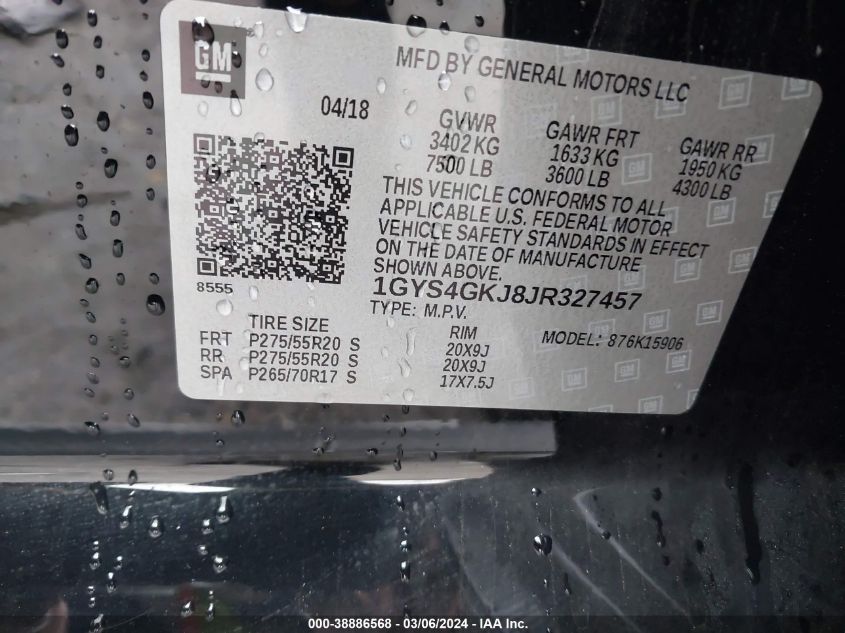 GM
MFD BY GENERAL MOTORS LLC
04/18
GVWR
3402 KG
7500 LB
GAWR FRT
1633 KG
3600 LB
GAWR RR
1950 KG
4300 LB
THIS VEHICLE CONFORMS TO ALL
APPLICABLE U.S. FEDERAL MOTOR
VEHICLE SAFETY STANDARDS IN EFFECT
ON THE DATE OF MANUFACTURE
SHOWN ABOVE.
8555
1GYS4GKJ8JR327457
TYPE: M.P.V.
TIRE SIZE
RIM
MODEL: 876K15906
FRT P275/55R20 S 20X9J
RR P275/55R20 S 20X9J
SPA P265/70R17 S 17X7.5J
000-38886568 — 03/06/2024 — IAA Inc.